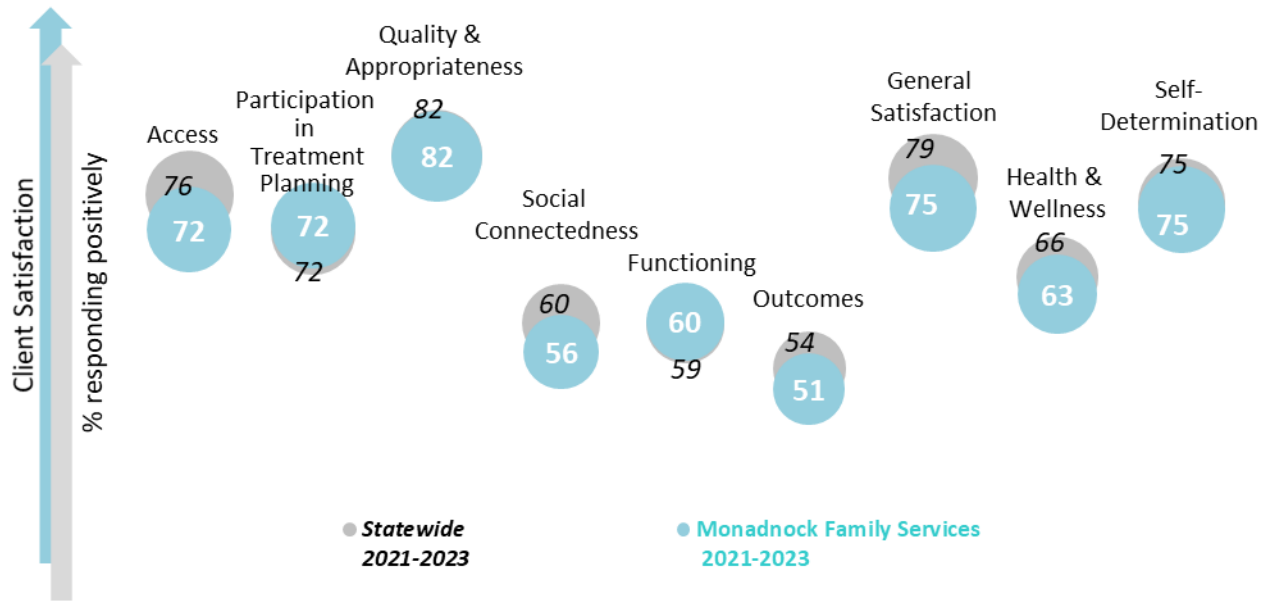 Client Satisfaction
% responding positively
Access
76
72
Participation
in
Treatment
Planning
72
72
Quality &
Appropriateness
82
82
Social
Connectedness
60
56
Functioning
60
59
Outcomes
54
51
General
Satisfaction
79
75
Health &
Wellness
66
63
Self-
Determination
75
75
Statewide
2021-2023
Monadnock Family Services
2021-2023